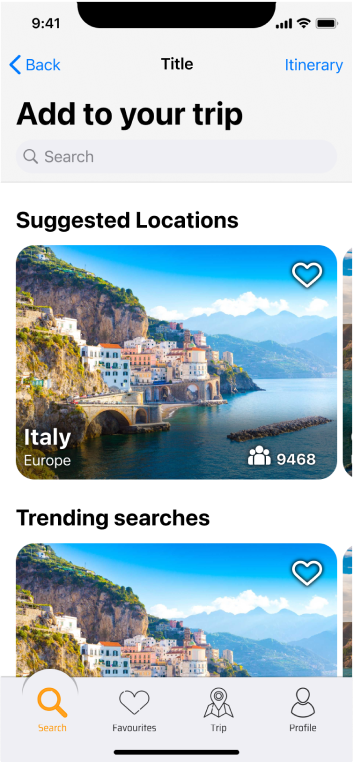 9:41
Back
Title
Itinerary
Add to your trip
Search
Suggested Locations
Italy
Europe
9468
Trending searches
Search
Favourites
Trip
Profile